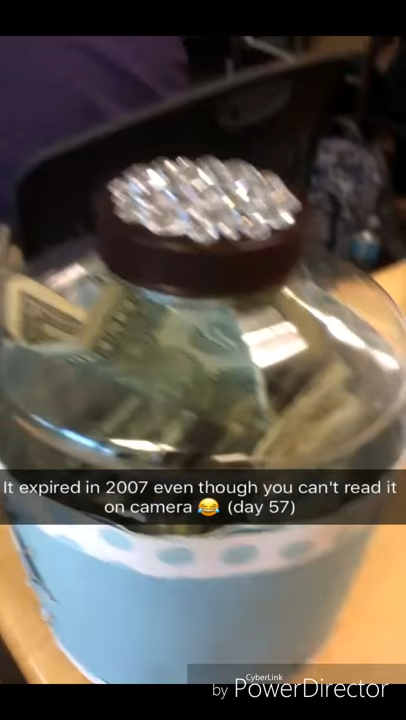 It expired in 2007 even though you can't read it
on camera 😂 (day 57)
CyberLink
by PowerDirector